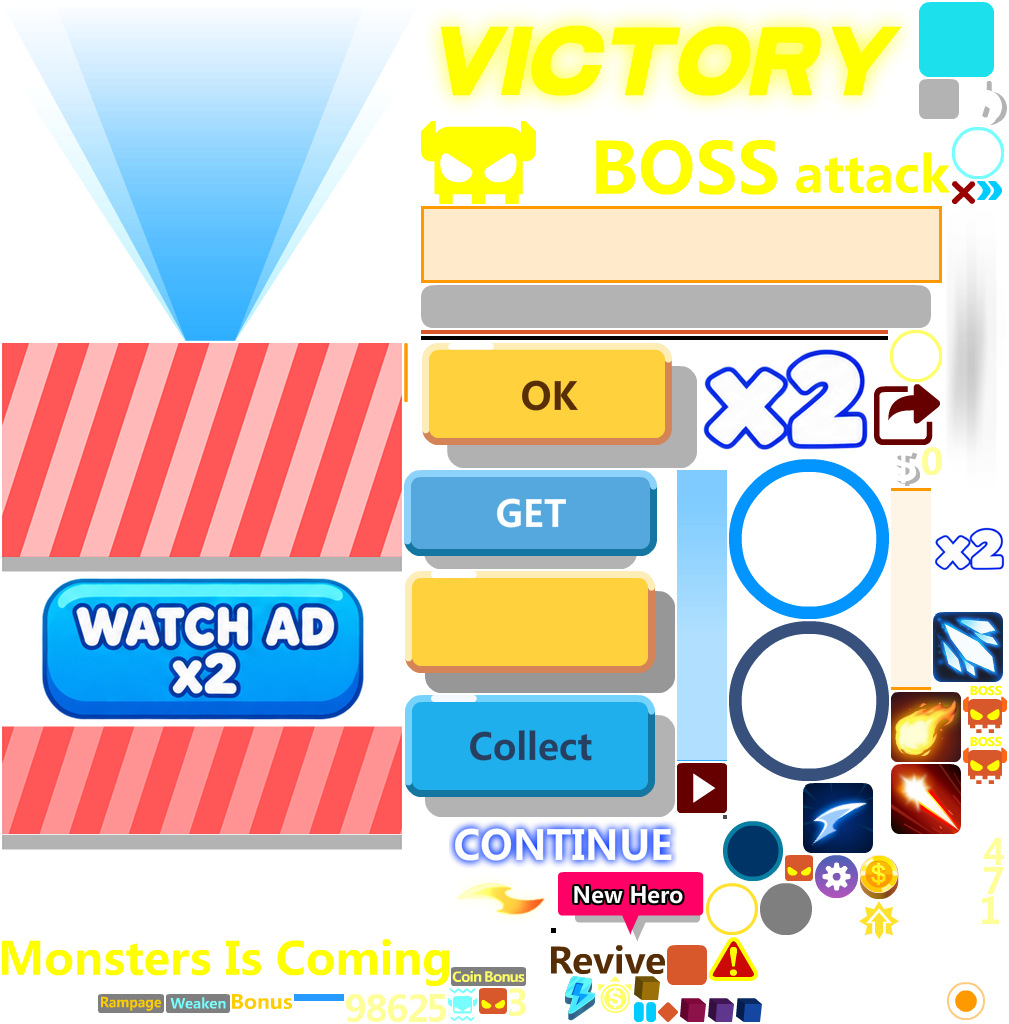 VICTORY
BOSS attack
OK
x2
$0
GET
x2
WATCH AD
x2
BOSS
BOSS
Collect
CONTINUE
4
7
1
New Hero
Monsters Is Coming
Revive
Coin Bonus
Rampage
Weaken
Bonus
98625
3